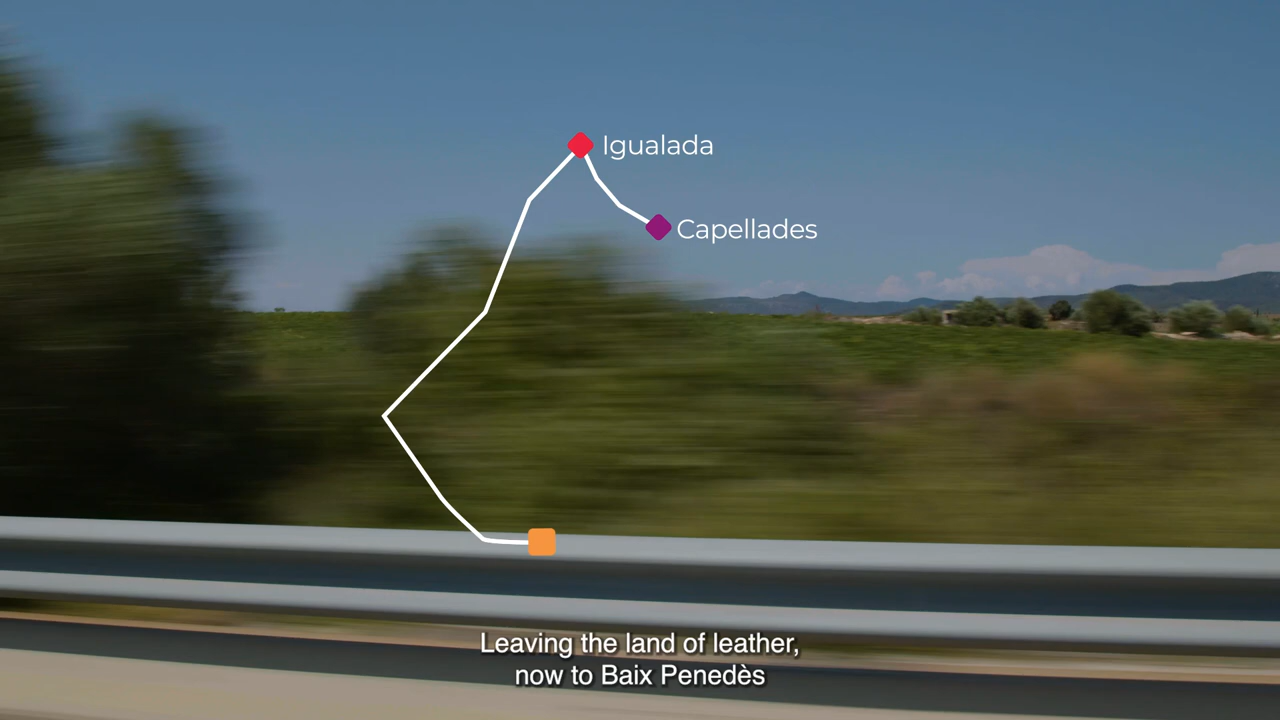 Igualada
Capellades
Leaving the land of leather,
now to Baix Penedès